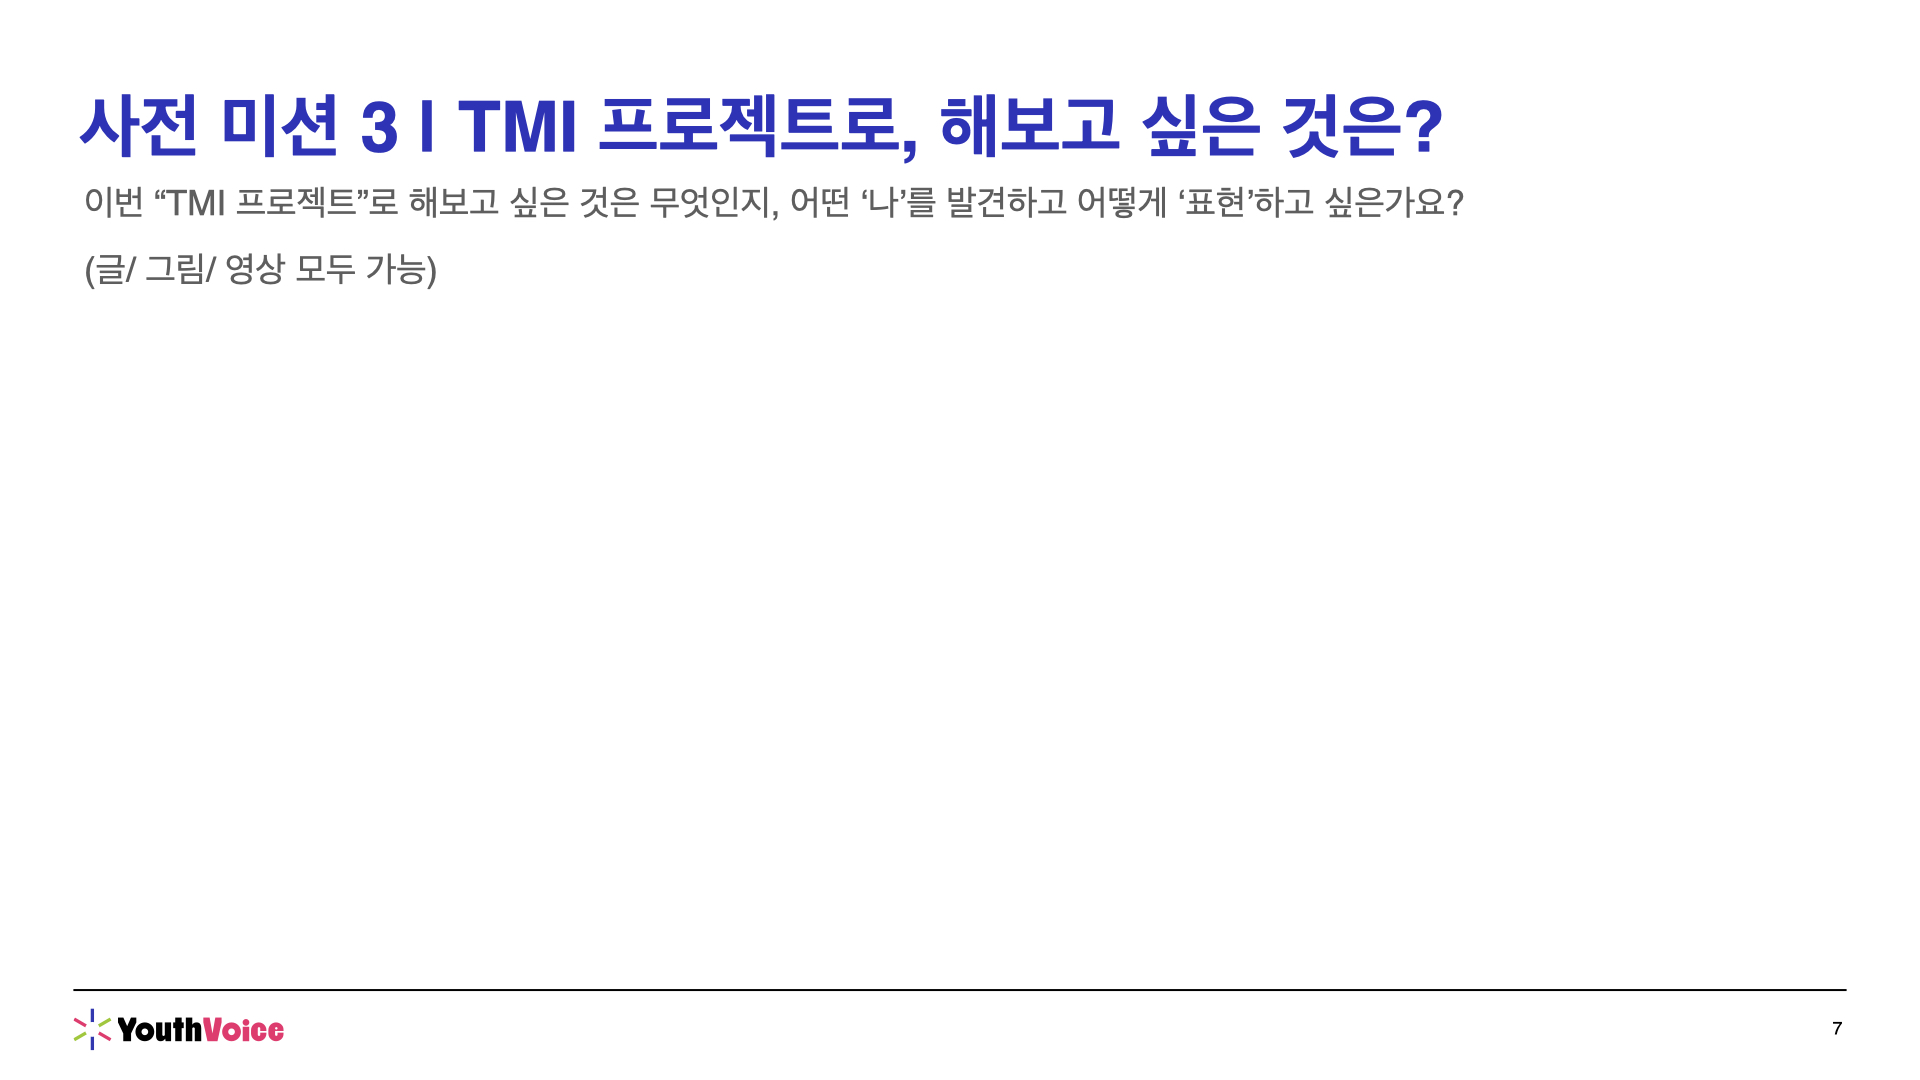 사전 미션 3 | TMI 프로젝트로, 해보고 싶은 것은?
이번 “TMI 프로젝트”로 해보고 싶은 것은 무엇인지, 어떤 ‘나’를 발견하고 어떻게 ‘표현’하고 싶은가요?
(글/ 그림/ 영상 모두 가능)
YouthVoice
7